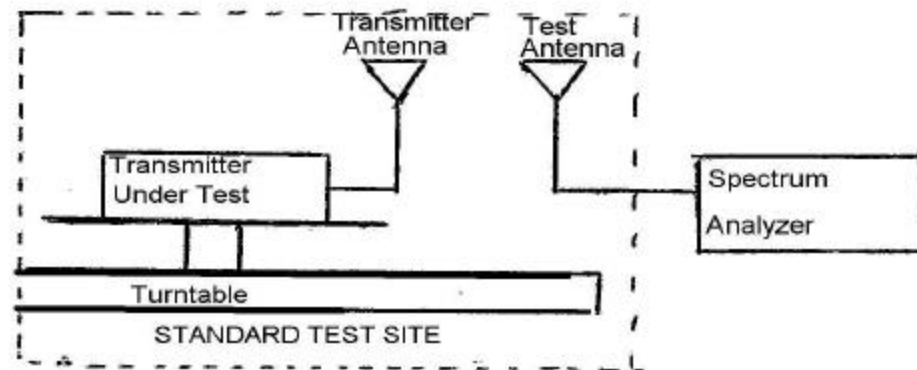 Transmitter
Antenna
Test
Antenna
Transmitter
Under Test
Spectrum
Analyzer
Turntable
STANDARD TEST SITE